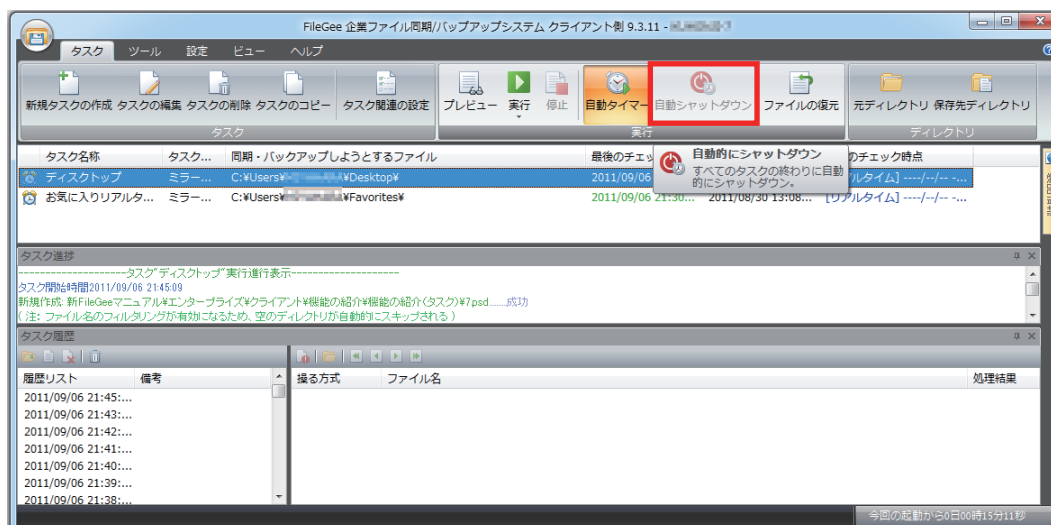 FileGee 企業ファイル同期/バップアップシステム クライアント側 9.3.11 -
タスク ツール 設定 ビュー ヘルプ
新規タスクの作成 タスクの編集 タスクの削除 タスクのコピー タスク関連の設定 プレビュー 実行 停止 自動タイマー 自動シャットダウン ファイルの復元 元ディレクトリ 保存先ディレクトリ
タスク 実行 ディレクトリ
タスク名称 タスク... 同期・バックアップしようとするファイル 最後のチェッ のチェック時点
自動的にシャットダウン
すべてのタスクの終わりに自動
的にシャットダウン。
ディスクトップ ミラー... C:¥Users¥ ¥Desktop¥ 2011/09/06 ルタイム] ----/--/-- -...
お気に入りリアルタ... ミラー... C:¥Users¥ ¥Favorites¥ 2011/09/06 21:30... 2011/08/30 13:08... [リアルタイム] ----/--/-- -...
タスク進捗
--------------------タスク"ディスクトップ"実行進行表示--------------------
タスク開始時間2011/09/06 21:45:09
新規作成: 新FileGeeマニュアル¥エンタープライズ¥クライアント¥機能の紹介¥機能の紹介(タスク)¥7.psd......成功
( 注: ファイル名のフィルタリングが有効になるため、空のディレクトリが自動的にスキップされる )
タスク履歴
履歴リスト 備考 操る方式 ファイル名 処理結果
2011/09/06 21:45:...
2011/09/06 21:43:...
2011/09/06 21:42:...
2011/09/06 21:41:...
2011/09/06 21:40:...
2011/09/06 21:39:...
2011/09/06 21:38:...
今回の起動から0日00時15分11秒